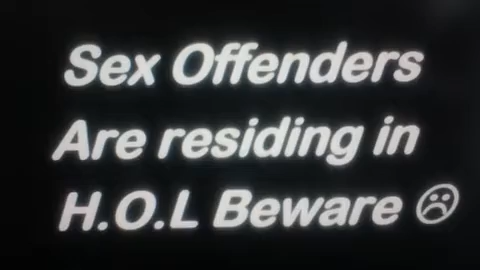 Sex Offenders
Are residing in
H.O.L Beware ☹